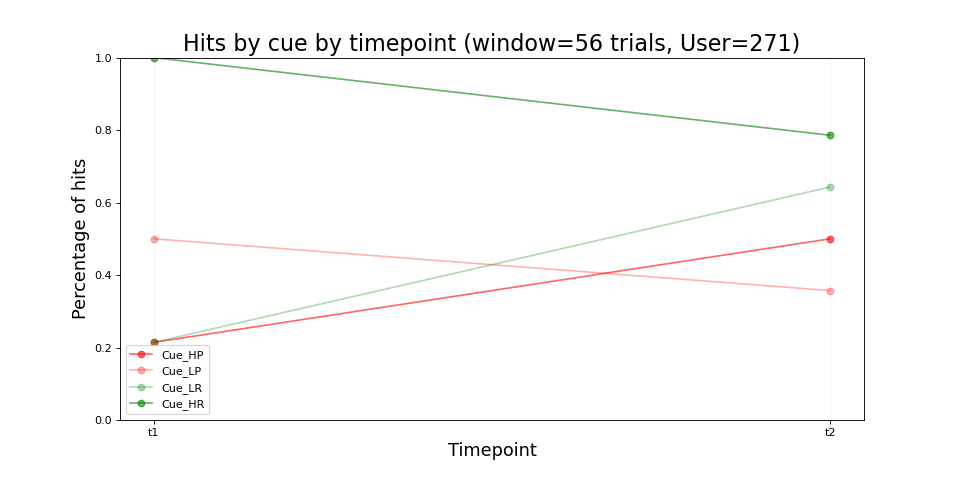 Hits by cue by timepoint (window=56 trials, User=271)
Percentage of hits
1.0
0.8
0.6
0.4
0.2
0.0
Cue_HP
Cue_LP
Cue_LR
Cue_HR
t1
t2
Timepoint